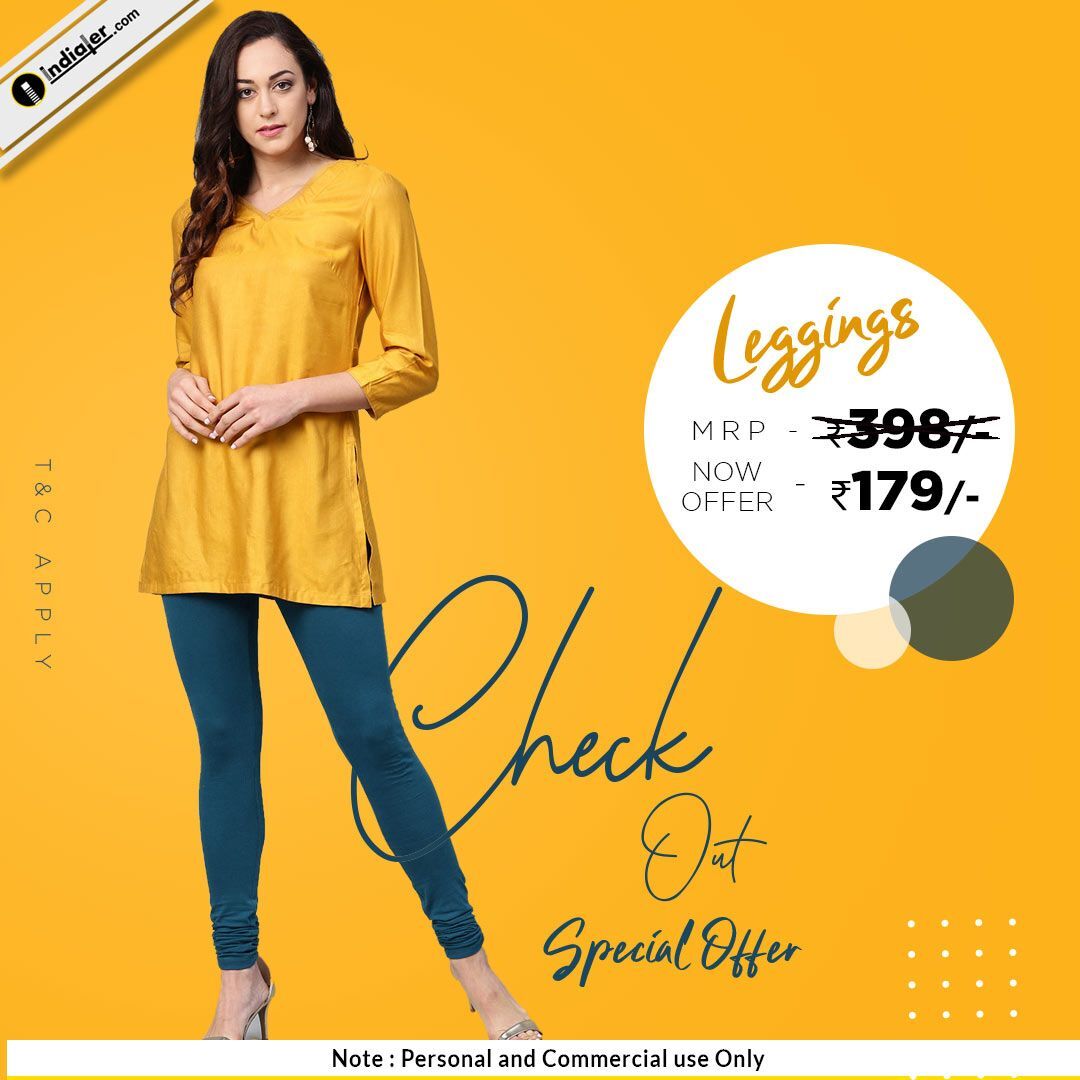 Indiater.com
Leggings
MRP - ₹398/-
NOW OFFER - ₹179/-
T&C APPLY
Check
Out
Special Offer
Note : Personal and Commercial use Only